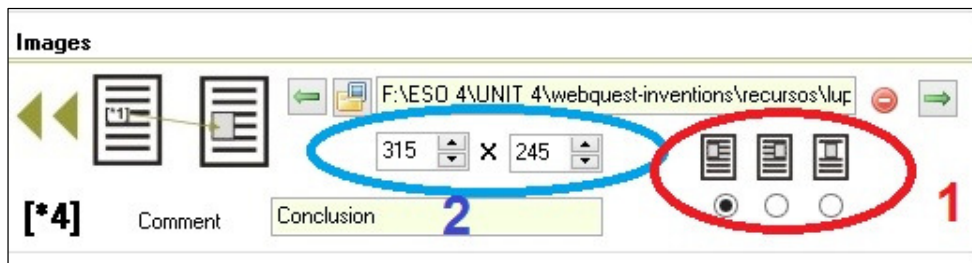 Images
[*1]
F:\ESO 4\UNIT 4\webquest-inventions\recursos\lup
315 X 245
1
[*4] Comment Conclusion 2